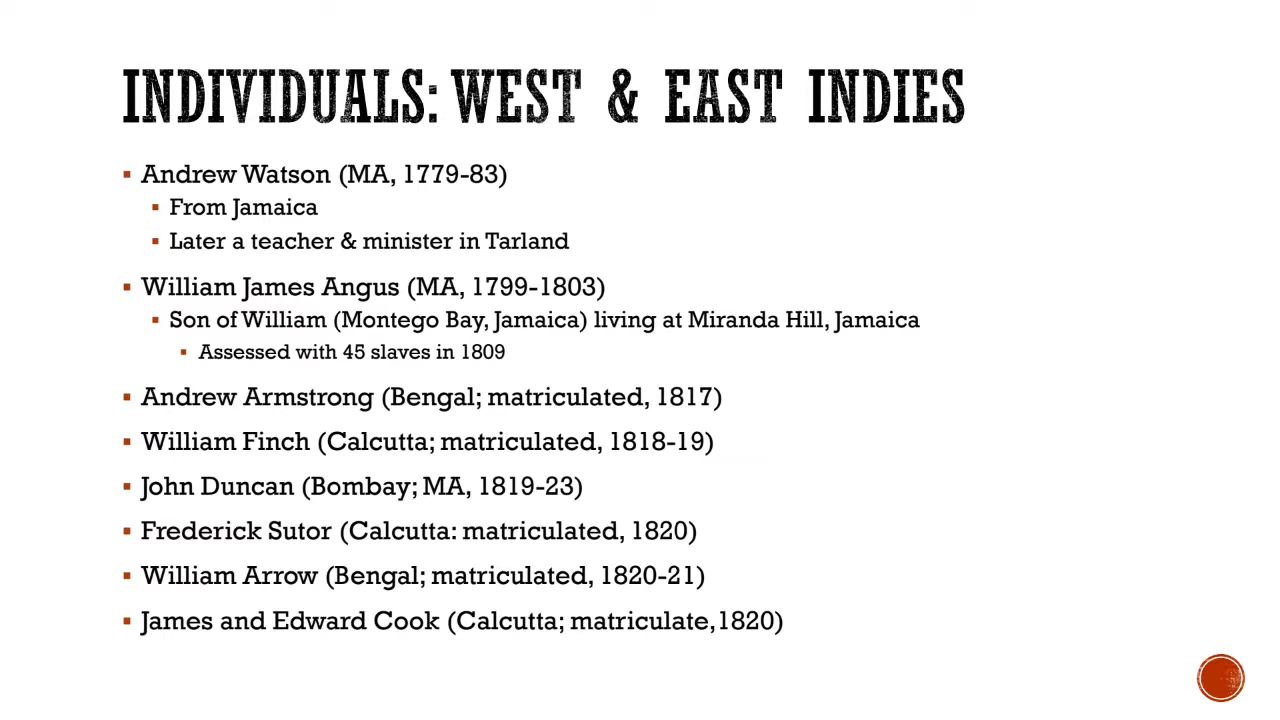 INDIVIDUALS: WEST & EAST INDIES
▪ Andrew Watson (MA, 1779-83)
▪ From Jamaica
▪ Later a teacher & minister in Tarland
▪ William James Angus (MA, 1799-1803)
▪ Son of William (Montego Bay, Jamaica) living at Miranda Hill, Jamaica
▪ Assessed with 45 slaves in 1809
▪ Andrew Armstrong (Bengal; matriculated, 1817)
▪ William Finch (Calcutta; matriculated, 1818-19)
▪ John Duncan (Bombay; MA, 1819-23)
▪ Frederick Sutor (Calcutta: matriculated, 1820)
▪ William Arrow (Bengal; matriculated, 1820-21)
▪ James and Edward Cook (Calcutta; matriculate,1820)